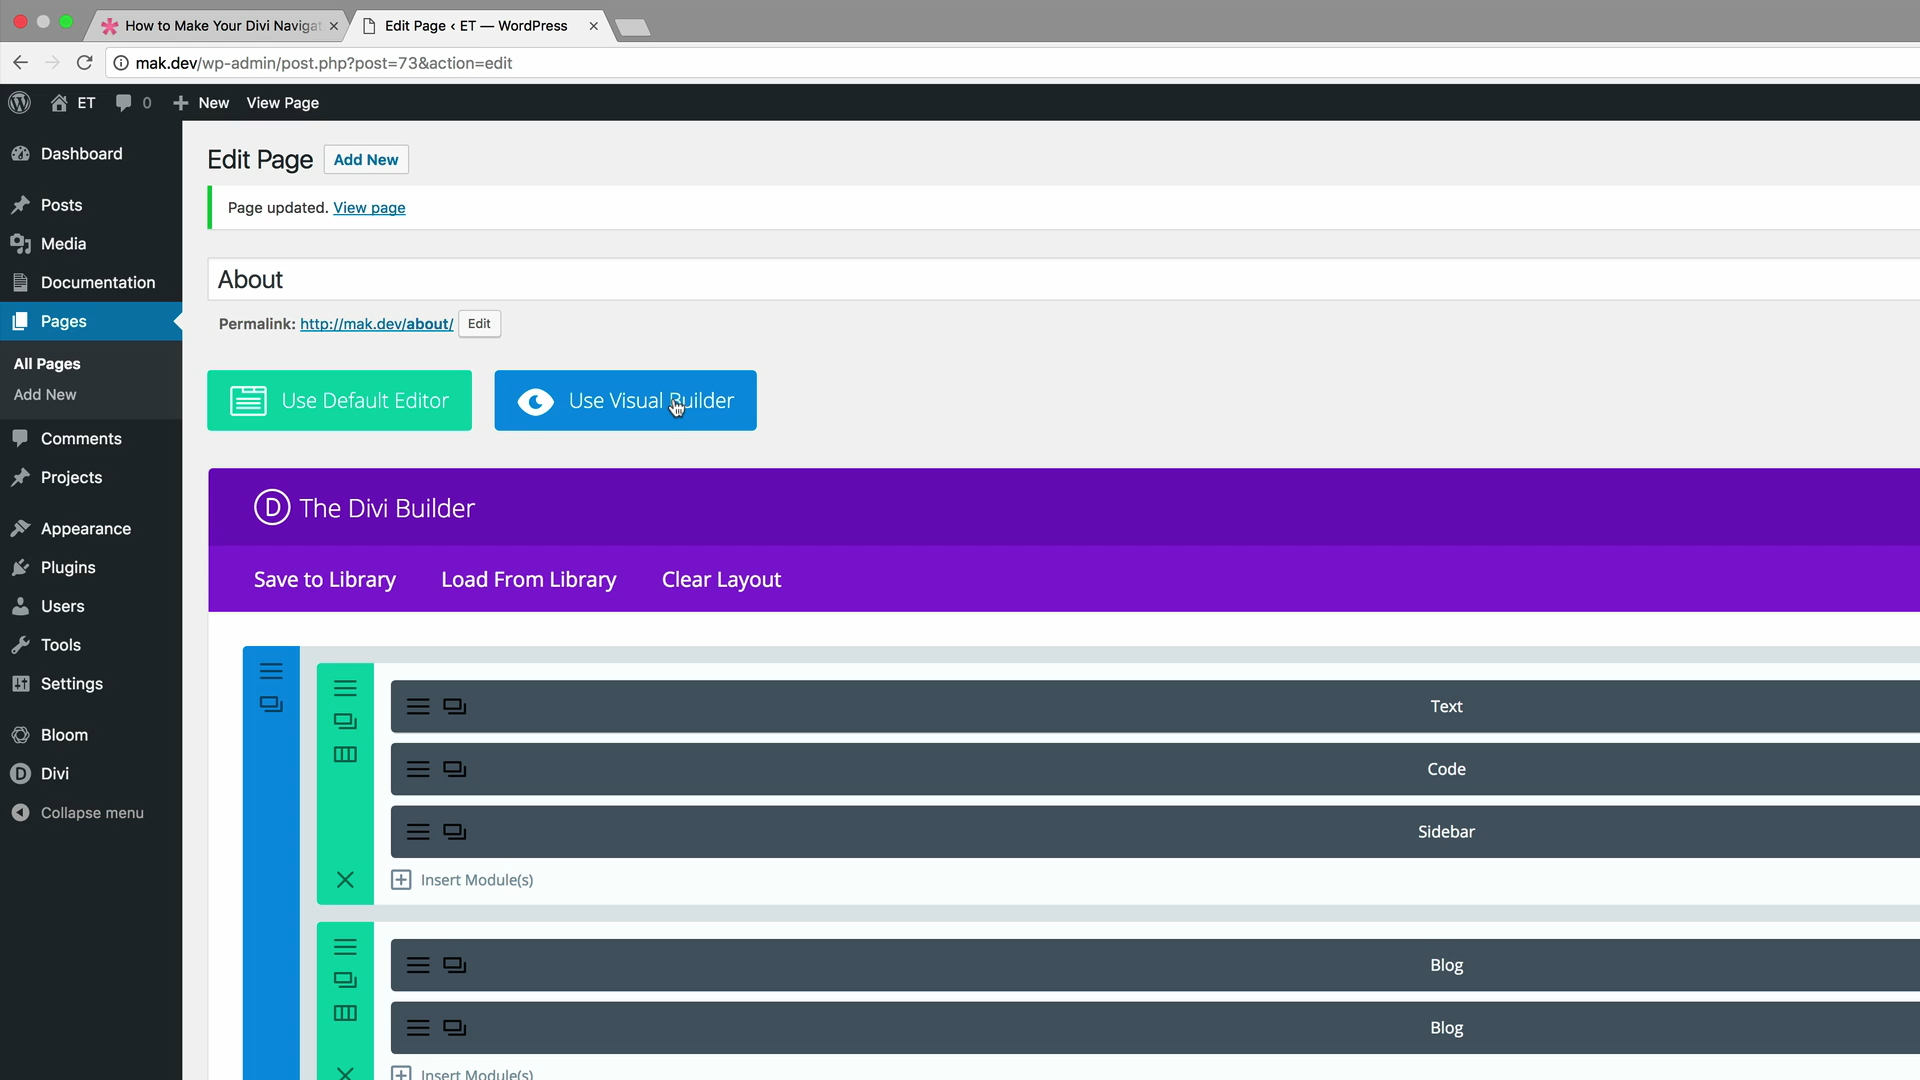 How to Make Your Divi Navigat
Edit Page ‹ ET — WordPress
mak.dev/wp-admin/post.php?post=73&action=edit
ET
0
New
View Page
Dashboard
Posts
Media
Documentation
Pages
All Pages
Add New
Comments
Projects
Appearance
Plugins
Users
Tools
Settings
Bloom
Divi
Collapse menu
Edit Page
Add New
Page updated. View page
About
Permalink: http://mak.dev/about/
Edit
Use Default Editor
Use Visual Builder
D The Divi Builder
Save to Library
Load From Library
Clear Layout
Text
Code
Sidebar
Insert Module(s)
Blog
Blog
Insert Module(s)